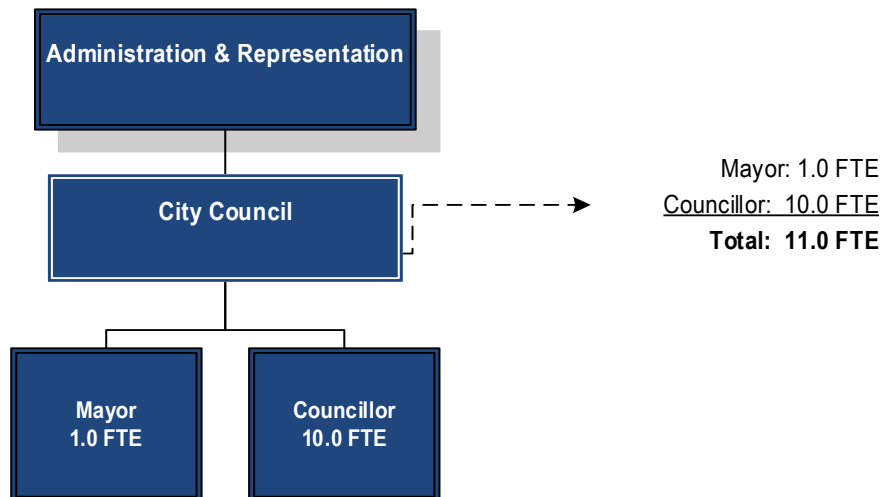 Administration & Representation
City Council
Mayor: 1.0 FTE
Councillor: 10.0 FTE
Total: 11.0 FTE
Mayor
1.0 FTE
Councillor
10.0 FTE